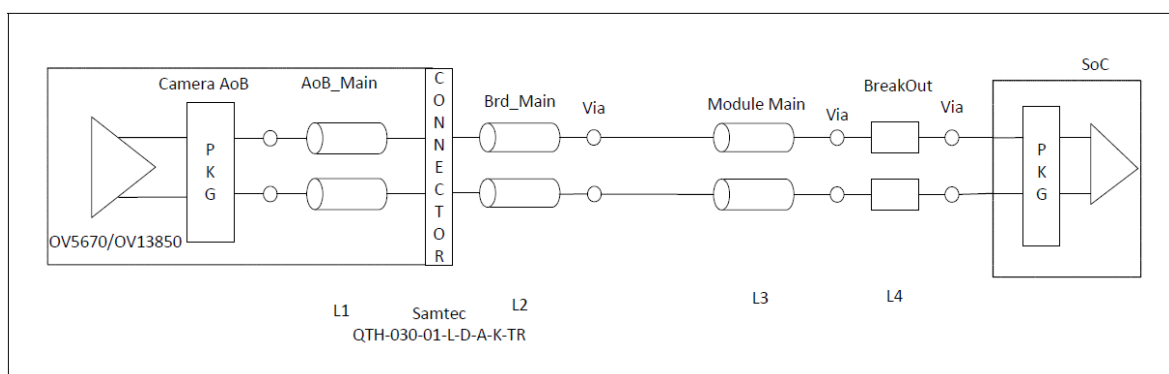 SoC
Camera AoB
AoB_Main
C
O
N
N
E
C
T
O
R
Brd_Main
Via
Module Main
Via
BreakOut
Via
P
K
G
P
K
G
OV5670/OV13850
L1
Samtec
QTH-030-01-L-D-A-K-TR
L2
L3
L4